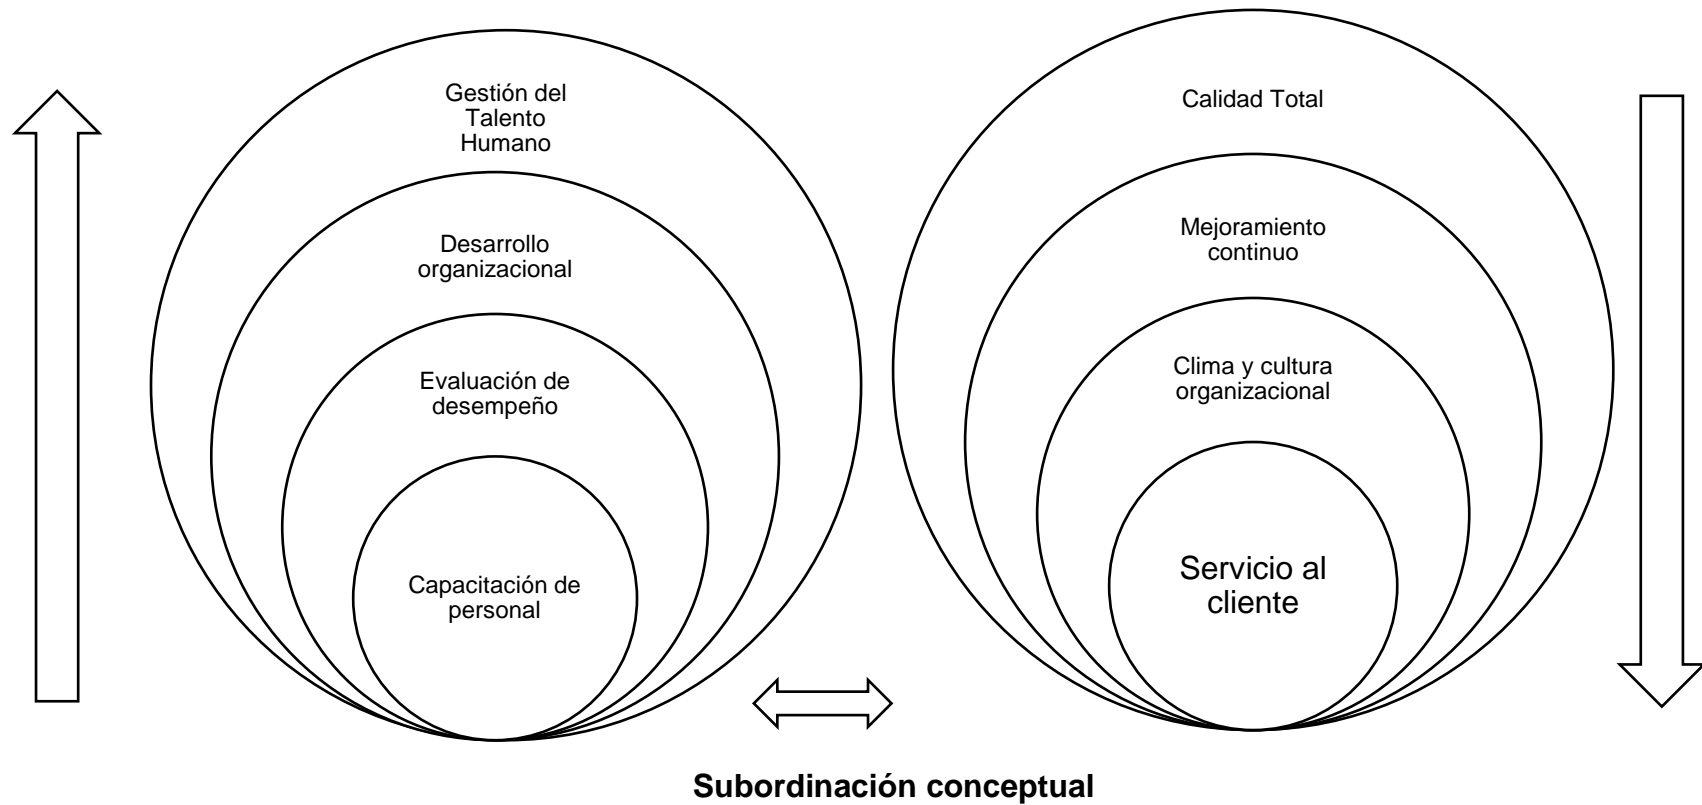 Gestión del
Talento
Humano
Desarrollo
organizacional
Evaluación de
desempeño
Capacitación de
personal
Calidad Total
Mejoramiento
continuo
Clima y cultura
organizacional
Servicio al
cliente
Subordinación conceptual